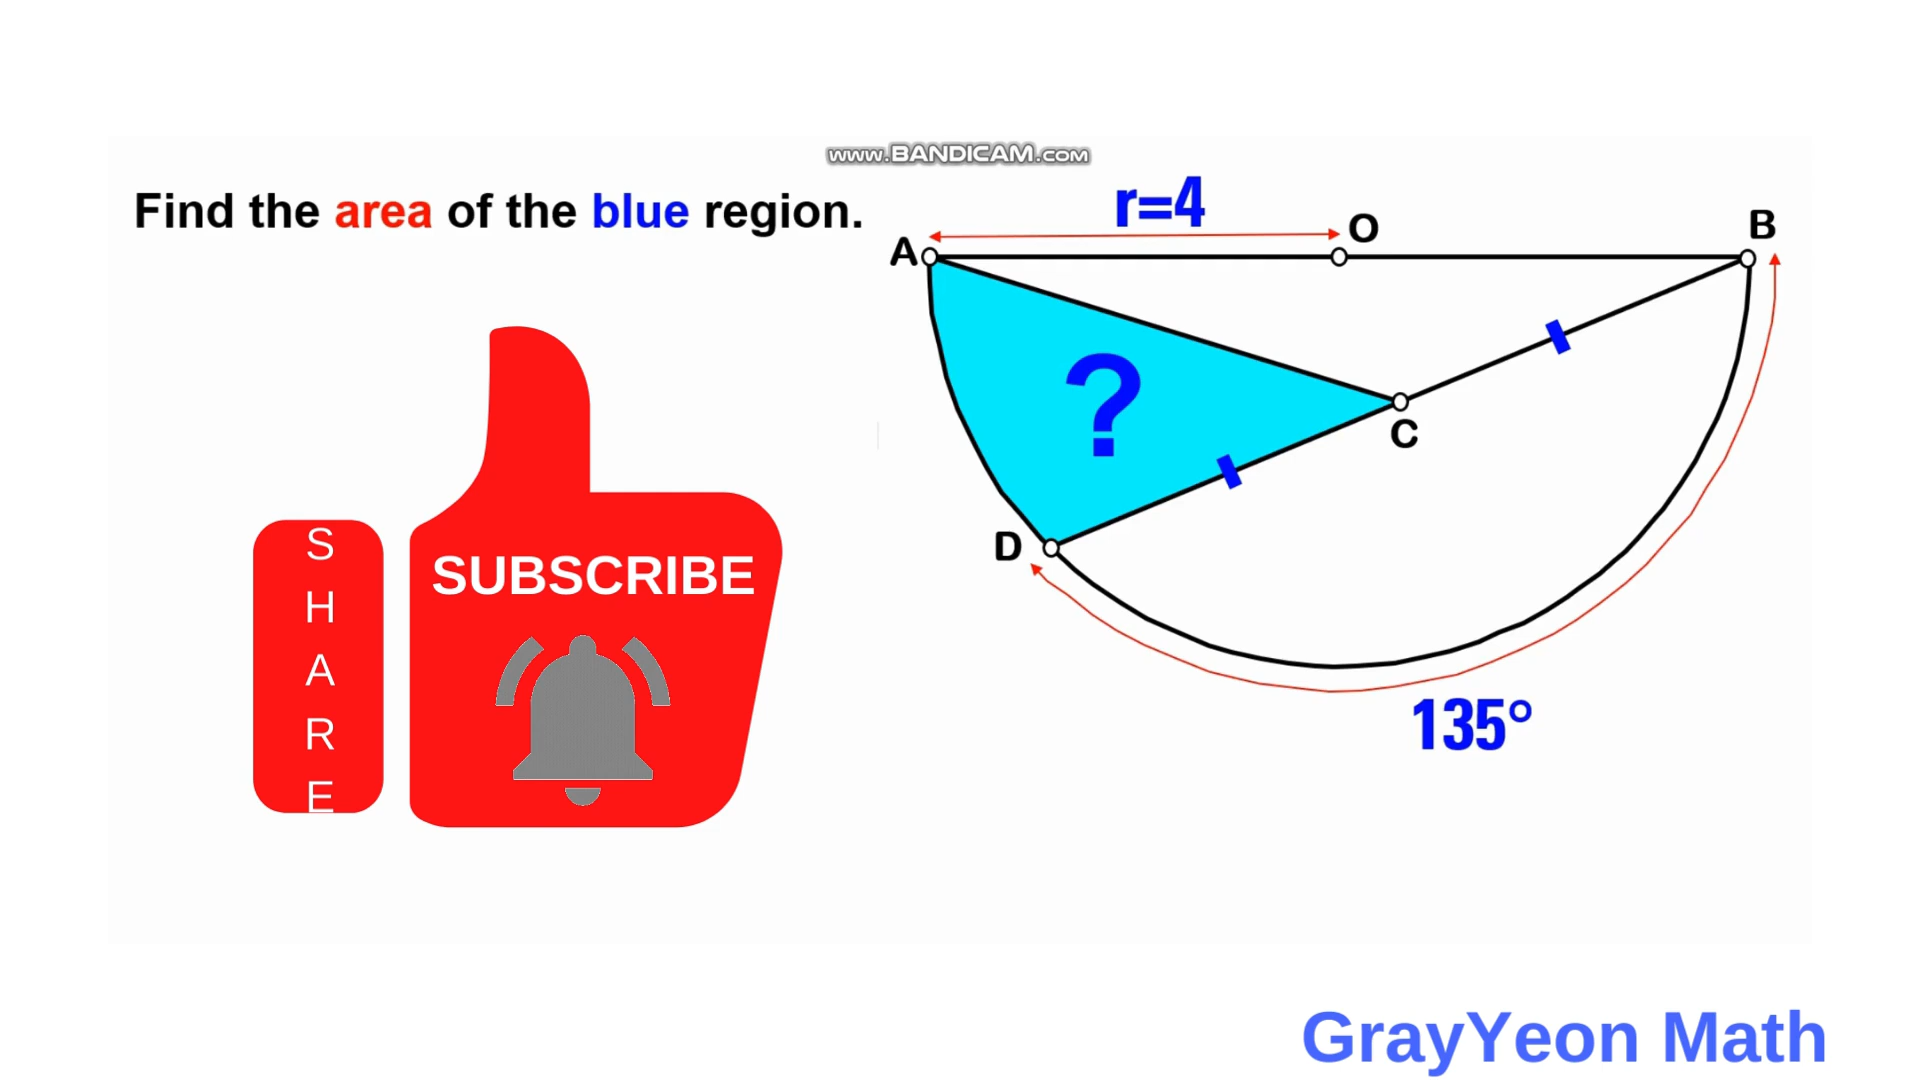 www.BANDICAM.com
Find the area of the blue region.
r=4
A
O
B
?
C
D
135°
S
H
A
R
E
SUBSCRIBE
GrayYeon Math